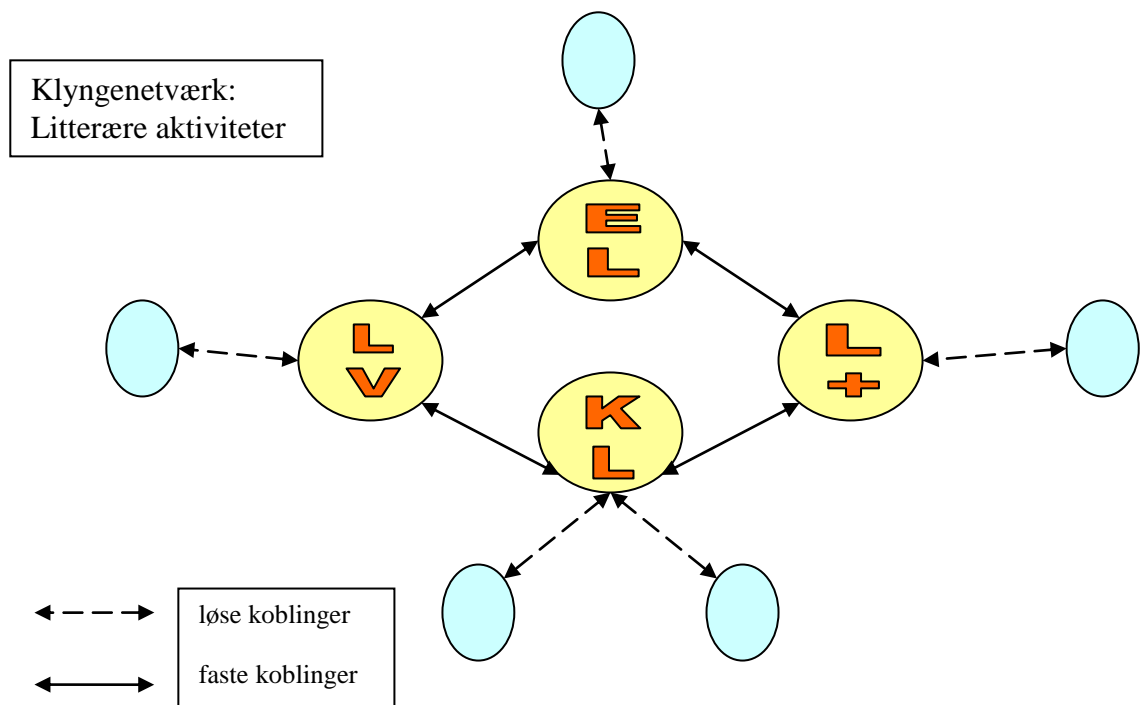 Klyngenetværk:
Litterære aktiviteter
E
L
L
V
L
+
K
L
løse koblinger
faste koblinger